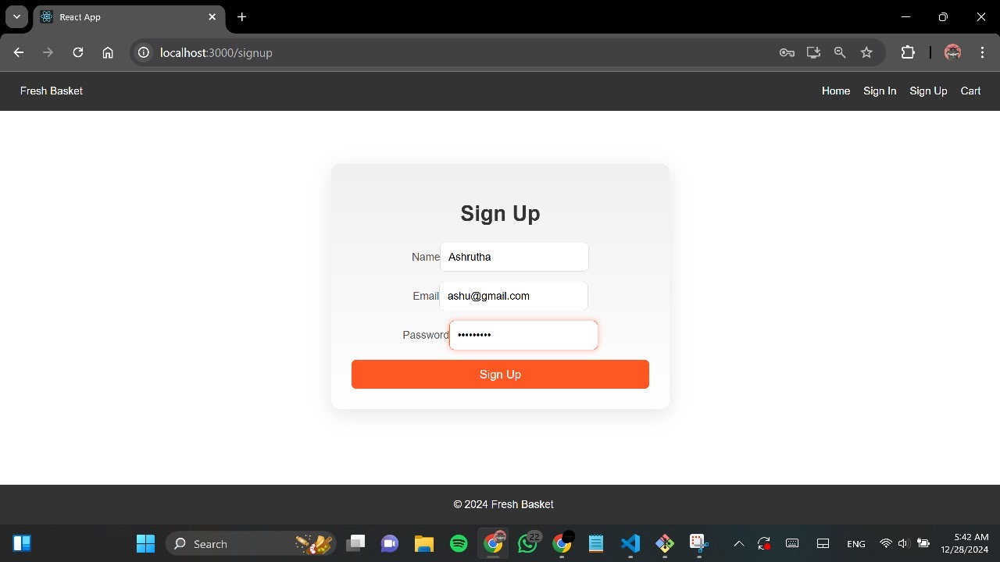 React App
localhost:3000/signup
Fresh Basket
Home Sign In Sign Up Cart
Sign Up
Name Ashrutha
Email ashu@gmail.com
Password •••••••••
Sign Up
© 2024 Fresh Basket
Search
22
ENG
5:42 AM
12/28/2024